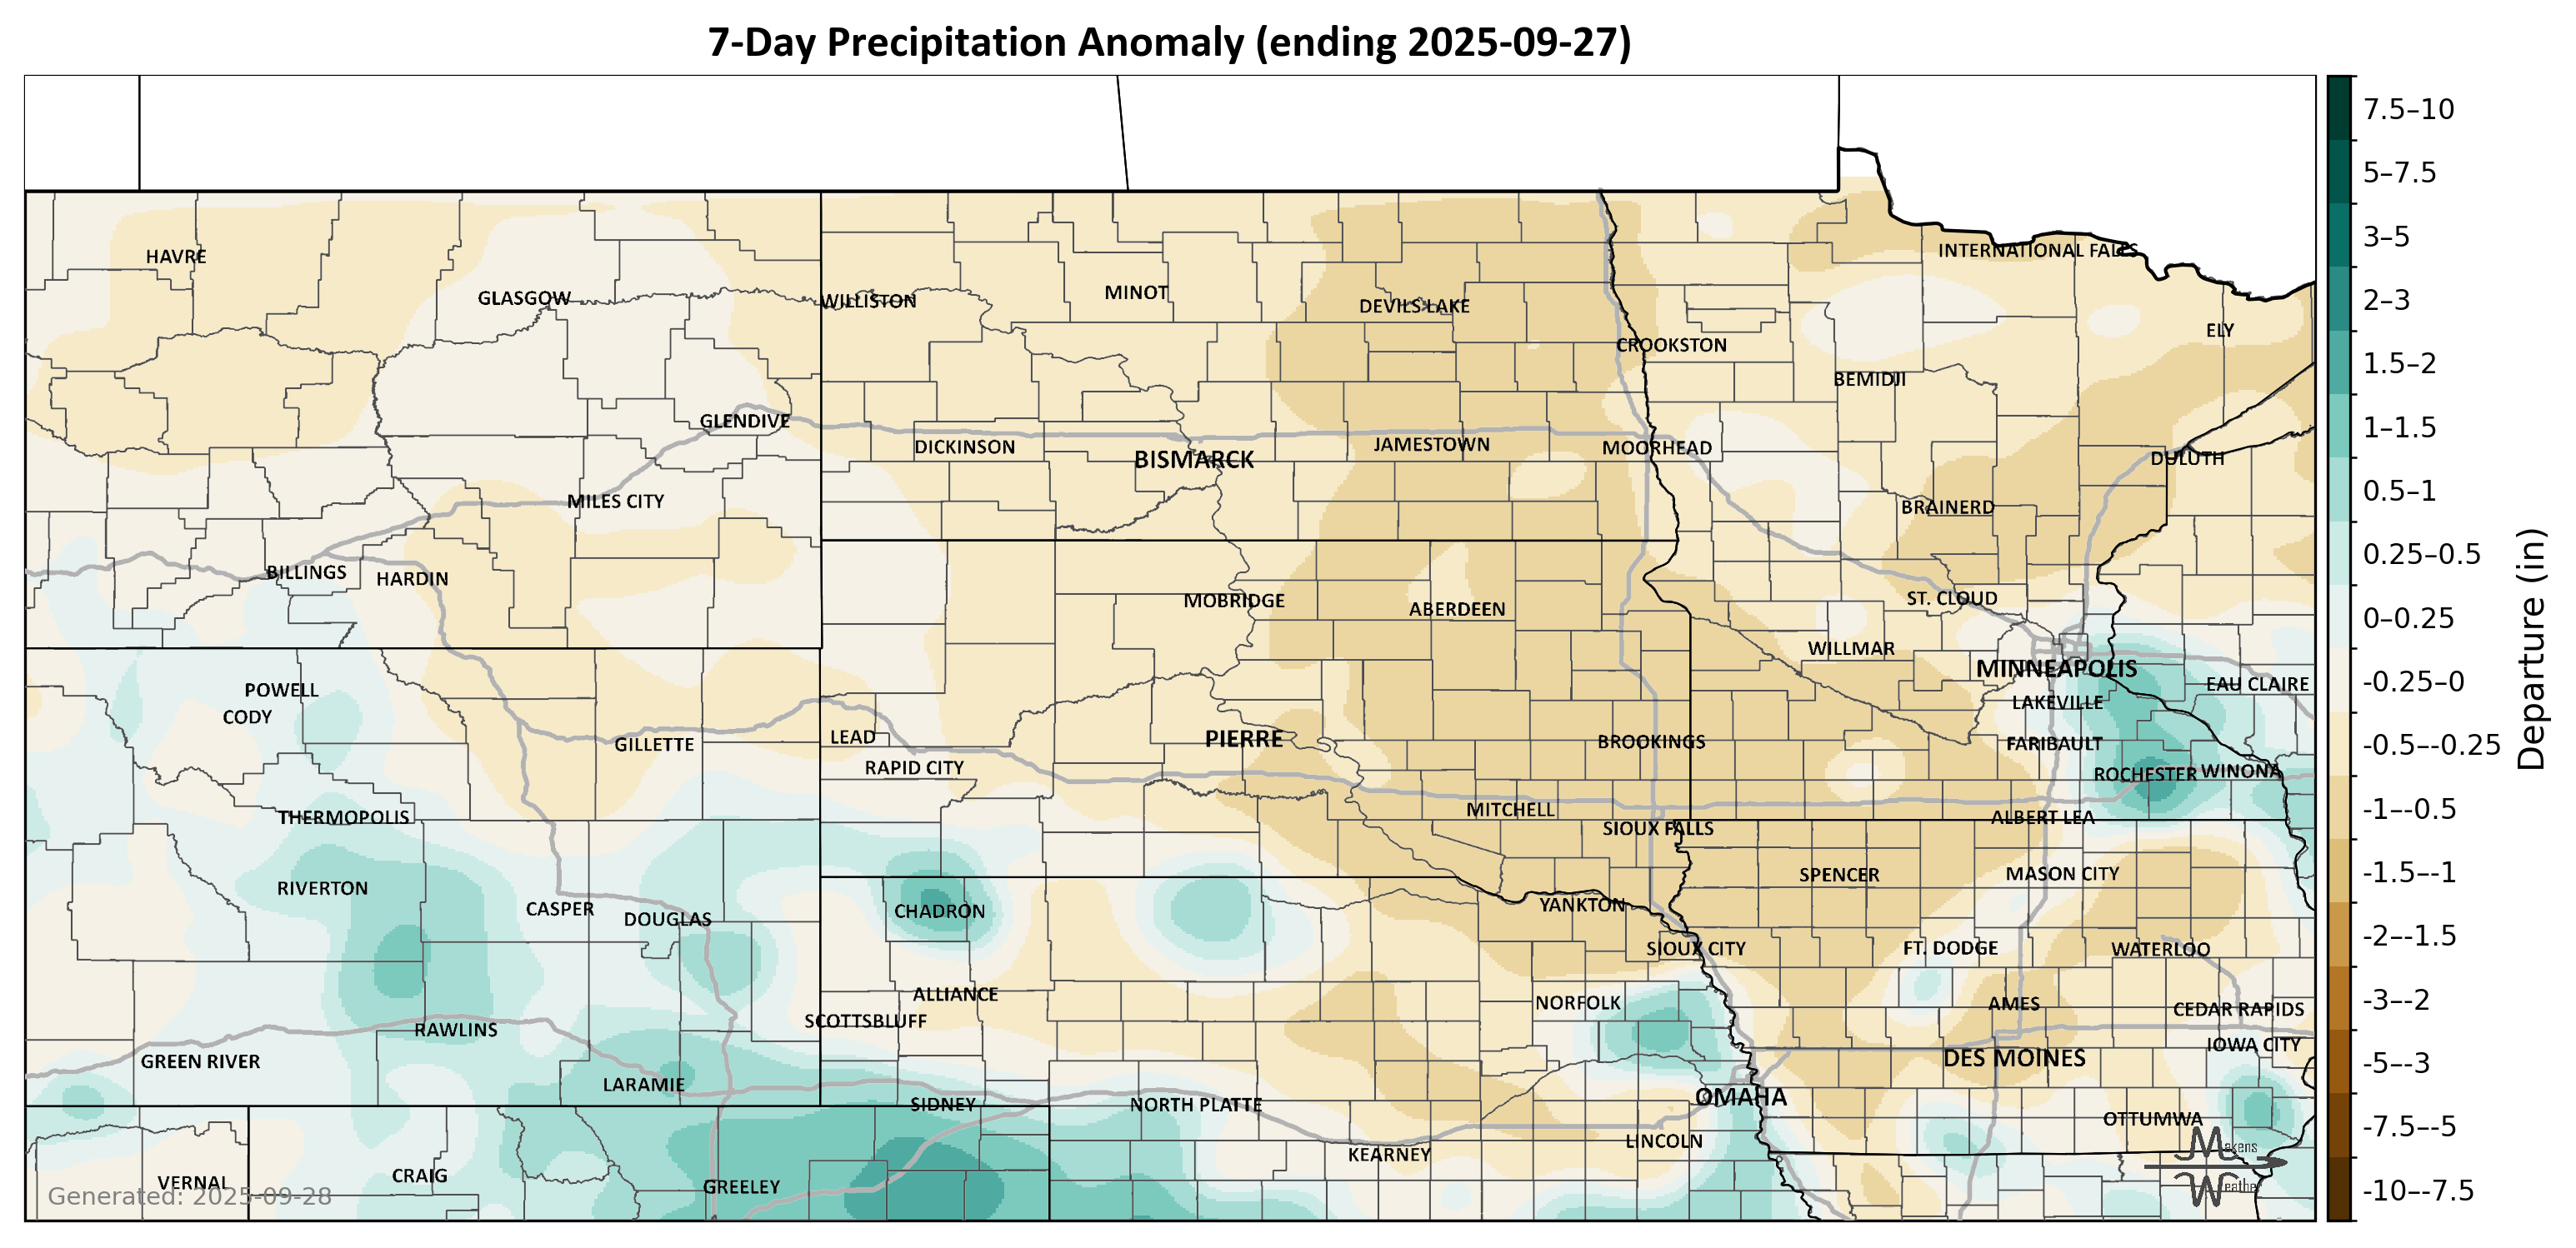 7-Day Precipitation Anomaly (ending 2025-09-27)
HAVRE
GLASGOW
WILLISTON
MINOT
DEVILS LAKE
CROOKSTON
INTERNATIONAL FALLS
ELY
BEMIDJI
GLENDIVE
DICKINSON
BISMARCK
JAMESTOWN
MOORHEAD
DULUTH
MILES CITY
BRAINERD
BILLINGS
HARDIN
MOBRIDGE
ABERDEEN
ST. CLOUD
WILLMAR
MINNEAPOLIS
EAU CLAIRE
POWELL
CODY
LAKEVILLE
GILLETTE
LEAD
PIERRE
BROOKINGS
FARIBAULT
RAPID CITY
ROCHESTER
WINONA
THERMOPOLIS
MITCHELL
SIOUX FALLS
ALBERT LEA
RIVERTON
SPENCER
MASON CITY
CASPER
DOUGLAS
CHADRON
YANKTON
SIOUX CITY
FT. DODGE
WATERLOO
ALLIANCE
NORFOLK
AMES
CEDAR RAPIDS
SCOTTSBLUFF
RAWLINS
IOWA CITY
GREEN RIVER
DES MOINES
LARAMIE
SIDNEY
NORTH PLATTE
OMAHA
OTTUMWA
LINCOLN
KEARNEY
VERNAL
CRAIG
GREELEY
Generated: 2025-09-28
Makens
Weather
7.5–10
5–7.5
3–5
2–3
1.5–2
1–1.5
0.5–1
0.25–0.5
0–0.25
-0.25–0
-0.5–-0.25
-1–-0.5
-1.5–-1
-2–-1.5
-3–-2
-5–-3
-7.5–-5
-10–-7.5
Departure (in)